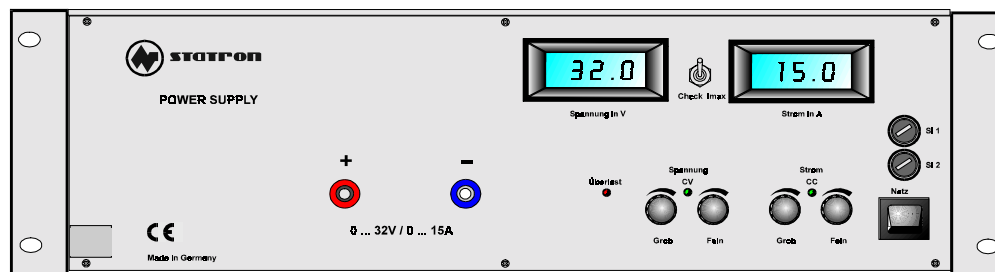 statron
POWER SUPPLY
32.0
15.0
Check Imax
Spannung in V
Strom in A
SI 1
SI 2
+
−
Überlast
Spannung
CV
Strom
CC
Netz
Grob
Fein
Grob
Fein
0 ... 32V / 0 ... 15A
CE
Made in Germany